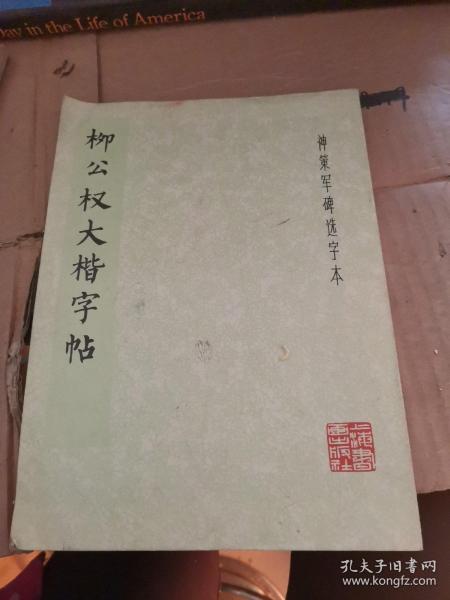 Day in the Life of America
柳公权大楷字帖
神策军碑选字本
上海书画出版社
孔夫子旧书网
www.kongfz.com